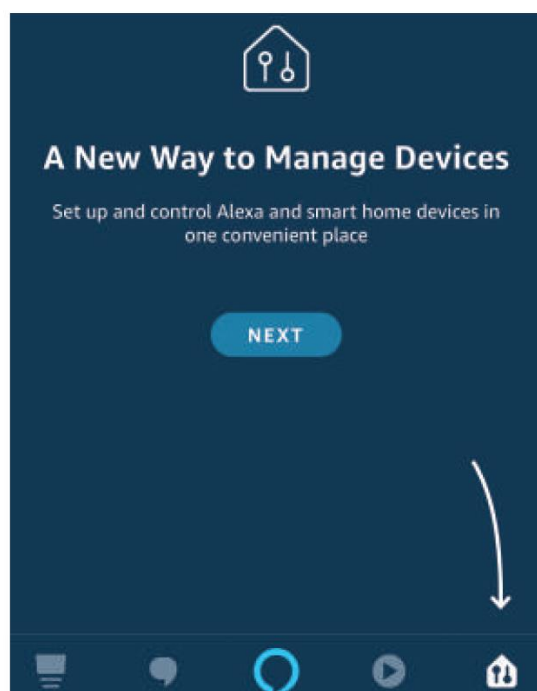 A New Way to Manage Devices
Set up and control Alexa and smart home devices in
one convenient place
NEXT